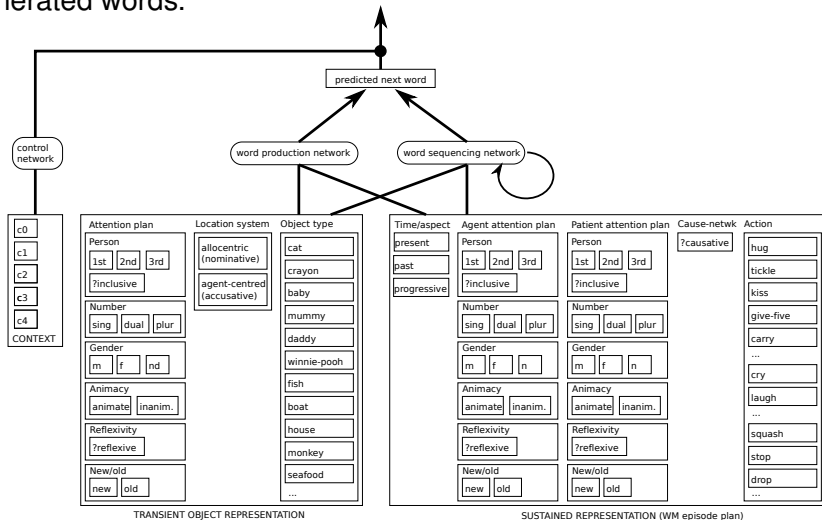 nerated words.
predicted next word
control
network
word production network
word sequencing network
c0
c1
c2
c3
c4
CONTEXT
Attention plan
Person
1st 2nd 3rd
?inclusive
Number
sing dual plur
Gender
m f nd
Animacy
animate inanim.
Reflexivity
?reflexive
New/old
new old
Location system
allocentric
(nominative)
agent-centred
(accusative)
Object type
cat
crayon
baby
mummy
daddy
winnie-pooh
fish
boat
house
monkey
seafood
...
TRANSIENT OBJECT REPRESENTATION
Time/aspect
present
past
progressive
Agent attention plan
Person
1st 2nd 3rd
?inclusive
Number
sing dual plur
Gender
m f n
Animacy
animate inanim.
Reflexivity
?reflexive
New/old
new old
Patient attention plan
Person
1st 2nd 3rd
?inclusive
Number
sing dual plur
Gender
m f n
Animacy
animate inanim.
Reflexivity
?reflexive
New/old
new old
Cause-netwk
?causative
Action
hug
tickle
kiss
give-five
carry
...
cry
laugh
...
squash
stop
drop
...
SUSTAINED REPRESENTATION (WM episode plan)